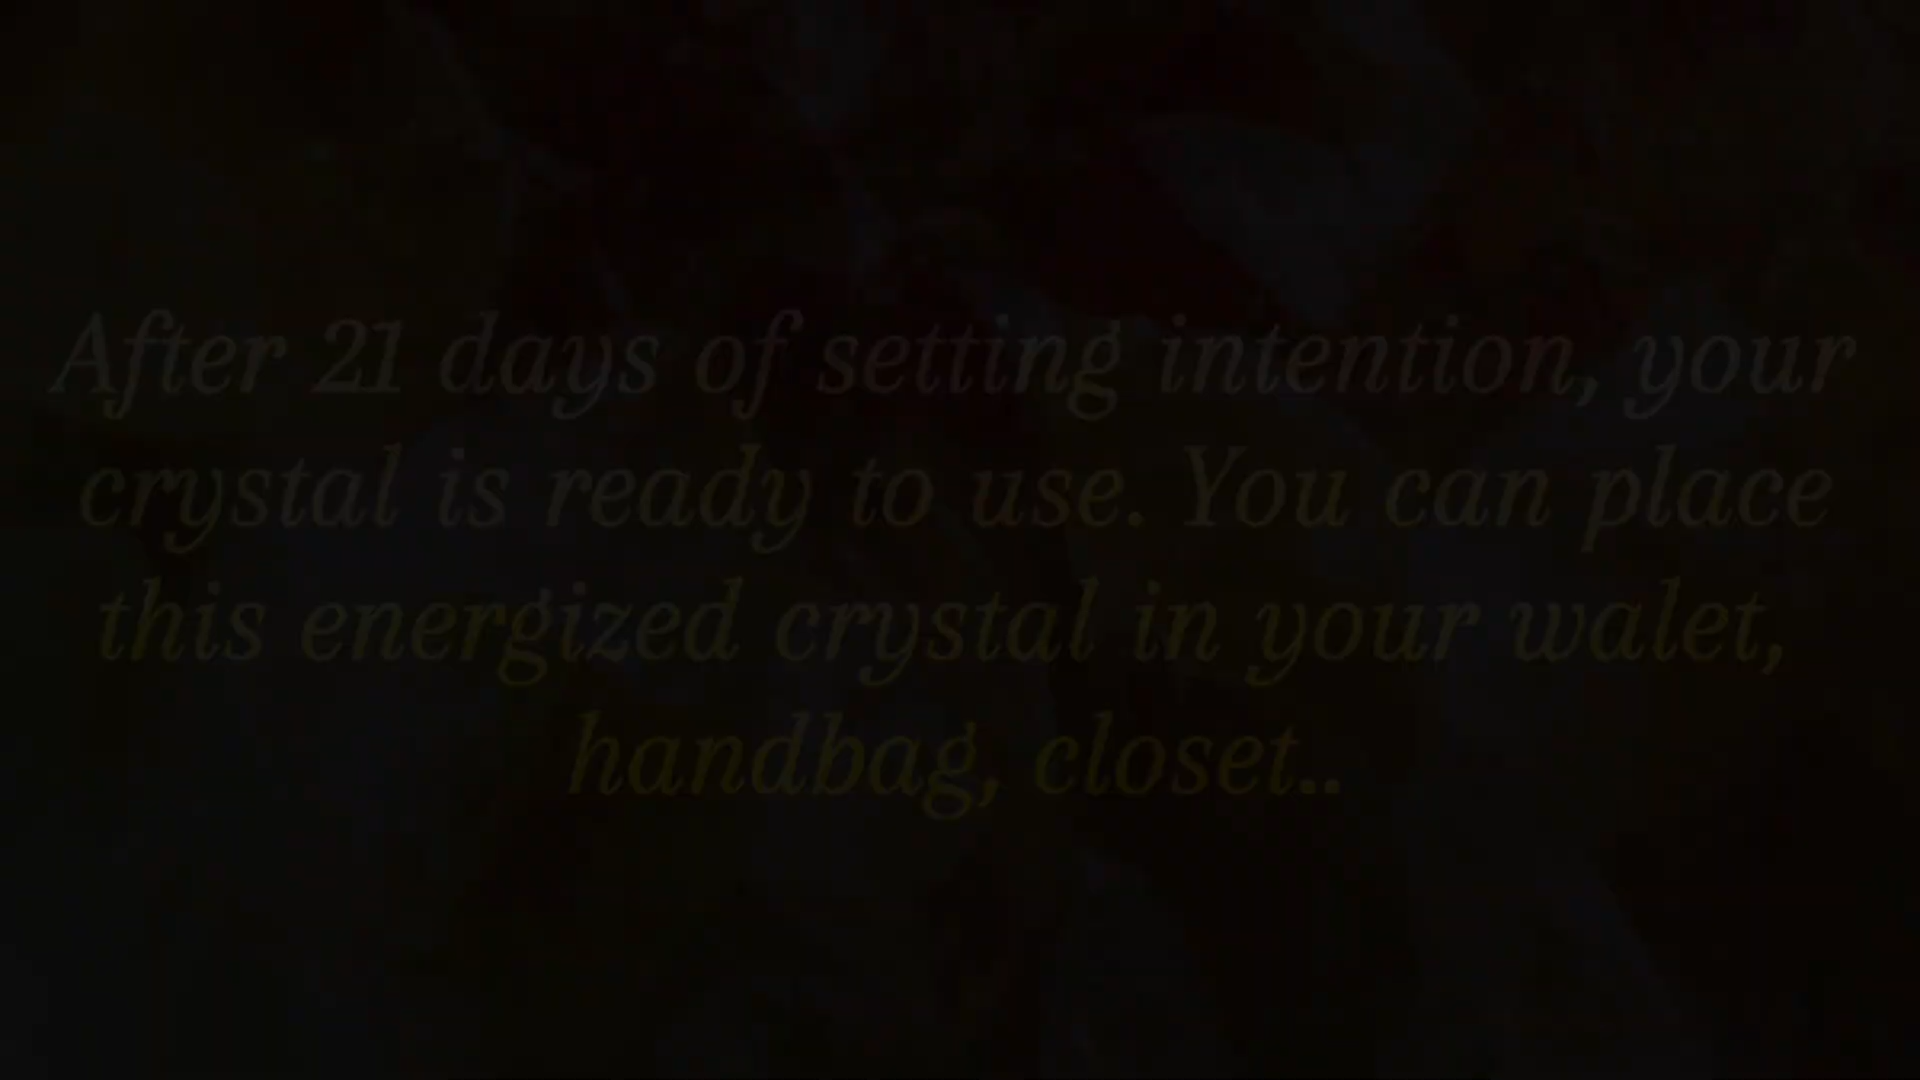 After 21 days of setting intention, your
crystal is ready to use. You can place
this energized crystal in your walet,
handbag, closet..